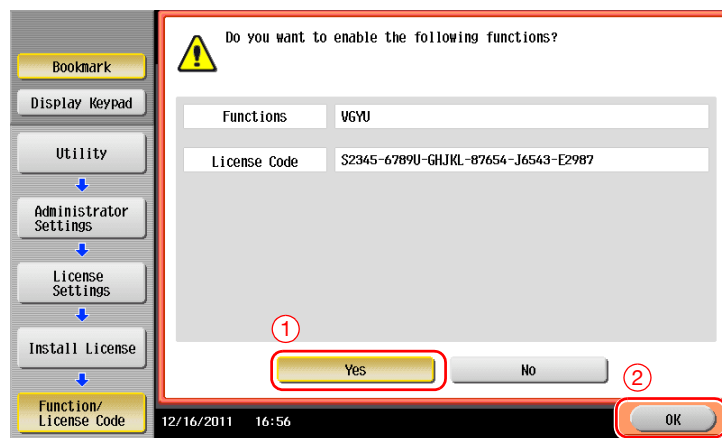 Do you want to enable the following functions?
Bookmark
Display Keypad
Utility
Administrator
Settings
License
Settings
Install License
Function/
License Code
Functions VGYU
License Code S2345-6789U-GHJKL-87654-J6543-E2987
1
Yes No
2
12/16/2011 16:56
OK